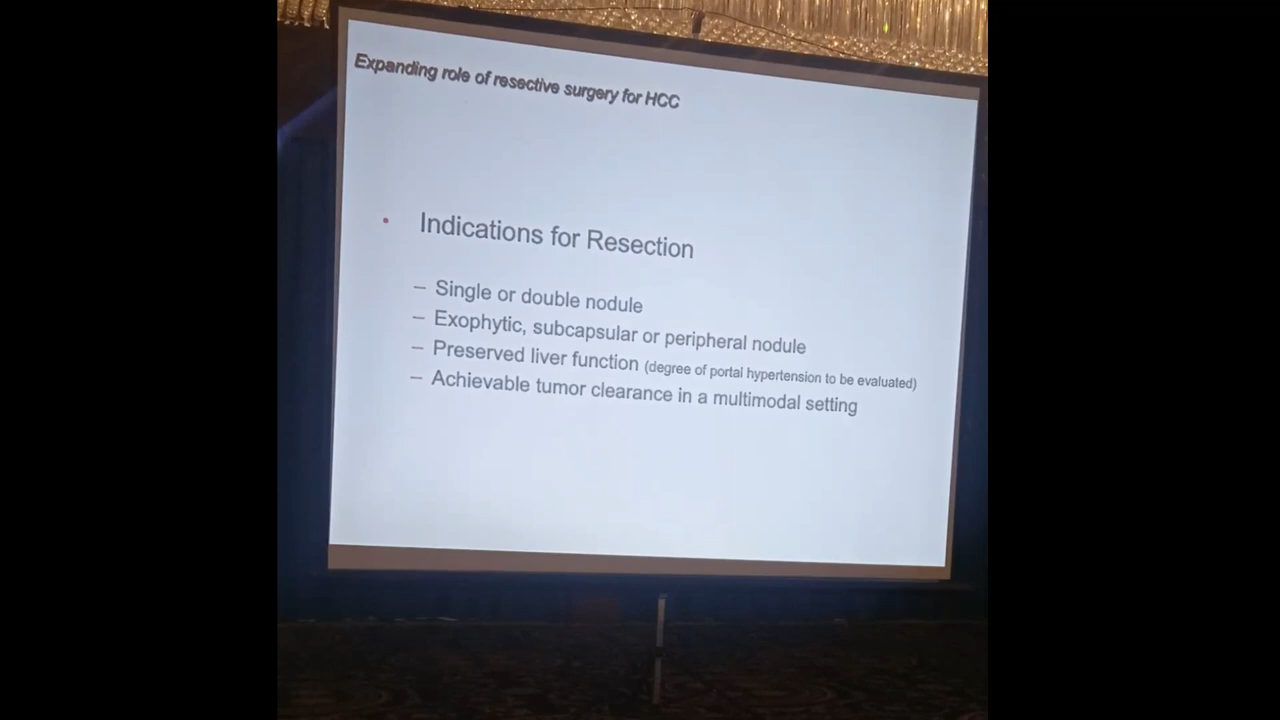 Expanding role of resective surgery for HCC
• Indications for Resection
– Single or double nodule
– Exophytic, subcapsular or peripheral nodule
– Preserved liver function (degree of portal hypertension to be evaluated)
– Achievable tumor clearance in a multimodal setting